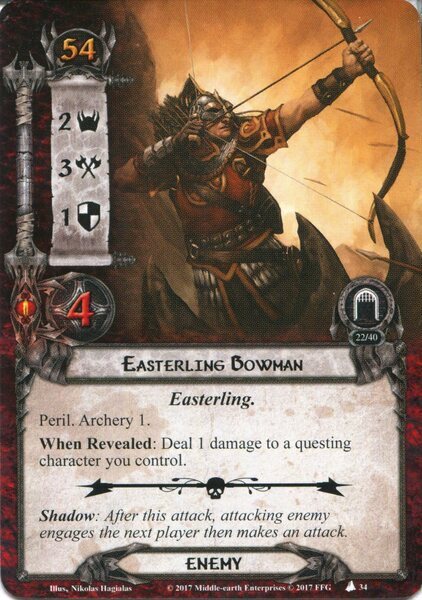 54
2
3
1
4
22/40
Easterling Bowman
Easterling.
Peril. Archery 1.
When Revealed: Deal 1 damage to a questing
character you control.
Shadow: After this attack, attacking enemy
engages the next player then makes an attack.
ENEMY
Illus. Nikolas Hagialas © 2017 Middle-earth Enterprises © 2017 FFG 34